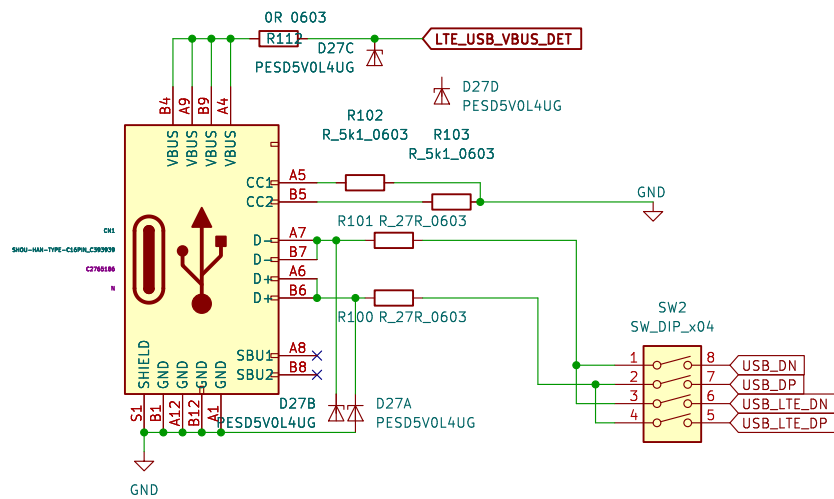 0R 0603
R112
LTE_USB_VBUS_DET
D27C
PESD5V0L4UG
D27D
PESD5V0L4UG
B4
A9
B9
A4
VBUS
VBUS
VBUS
VBUS
R102
R_5k1_0603
R103
R_5k1_0603
CC1
A5
CC2
B5
GND
CN1
SHOU-HAN-TYPE-C16PIN_C393939
C2765186
N
R101
R_27R_0603
D-
A7
D-
B7
D+
A6
D+
B6
R100
R_27R_0603
SW2
SW_DIP_x04
SBU1
A8
SBU2
B8
1
8
USB_DN
2
7
USB_DP
3
6
USB_LTE_DN
4
5
USB_LTE_DP
SHIELD
GND
GND
GND
GND
S1
B1
A12
B12
A1
D27B
PESD5V0L4UG
D27A
PESD5V0L4UG
GND